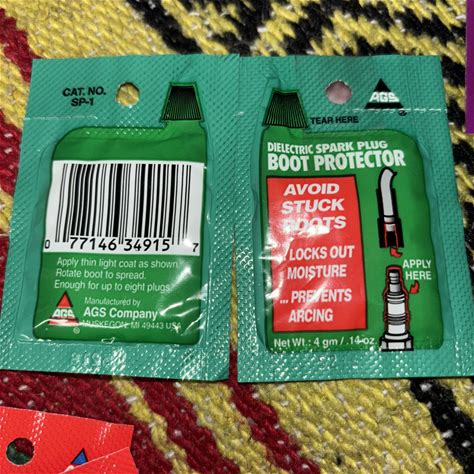 CAT. NO.
SP-1
0 77146 34915 7
Apply thin light coat as shown.
Rotate boot to spread.
Enough for up to eight plugs.
Manufactured by
AGS Company
MUSKEGON, MI 49443 USA
AGS
TEAR HERE
AGS
DIELECTRIC SPARK PLUG
BOOT PROTECTOR
AVOID
STUCK
BOOTS
LOCKS OUT
MOISTURE
... PREVENTS
ARCING
APPLY
HERE
Net Wt.: 4 gm / .14 oz.